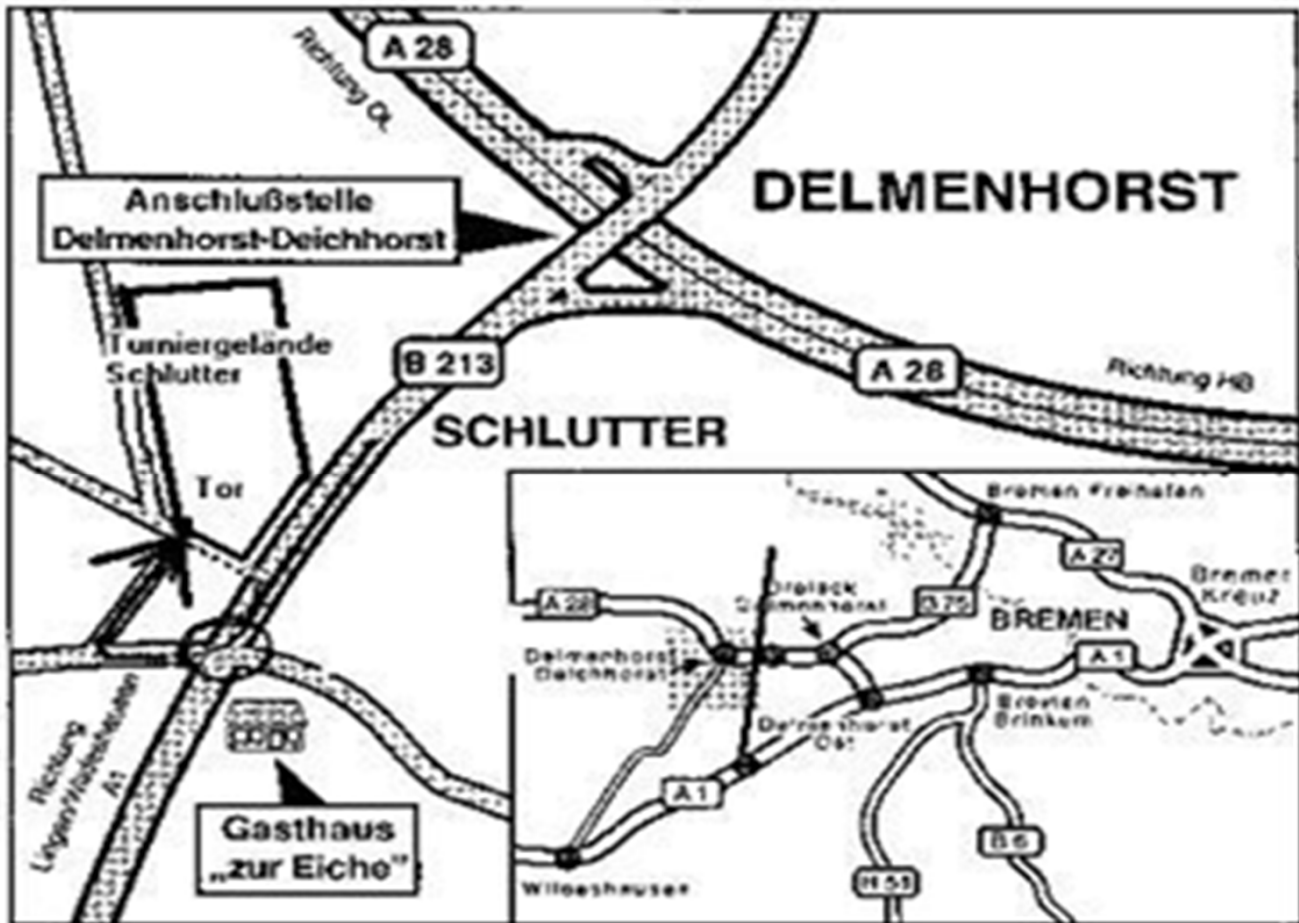 A 28
Richtung OL
Anschlußstelle
Delmenhorst-Deichhorst
DELMENHORST
B 213
A 28
Richtung HB
Turniergelände
Schlutter
SCHLUTTER
Tor
Richtung
A1
Gasthaus
„zur Eiche”
Bremen Freihafen
A 27
Bremer
Kreuz
A 28
Dreieck
Delmenhorst
B 75
BREMEN
Delmenhorst
Deichhorst
A 1
Delmenhorst
Ost
Bremen
Brinkum
A 1
B 6
Wildeshausen